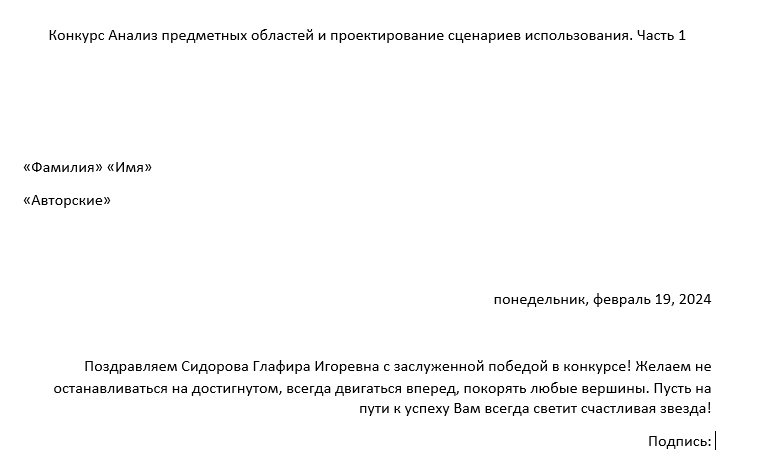 Конкурс Анализ предметных областей и проектирование сценариев использования. Часть 1
«Фамилия» «Имя»
«Авторские»
понедельник, февраль 19, 2024
Поздравляем Сидорова Глафира Игоревна с заслуженной победой в конкурсе! Желаем не
останавливаться на достигнутом, всегда двигаться вперед, покорять любые вершины. Пусть на
пути к успеху Вам всегда светит счастливая звезда!
Подпись: